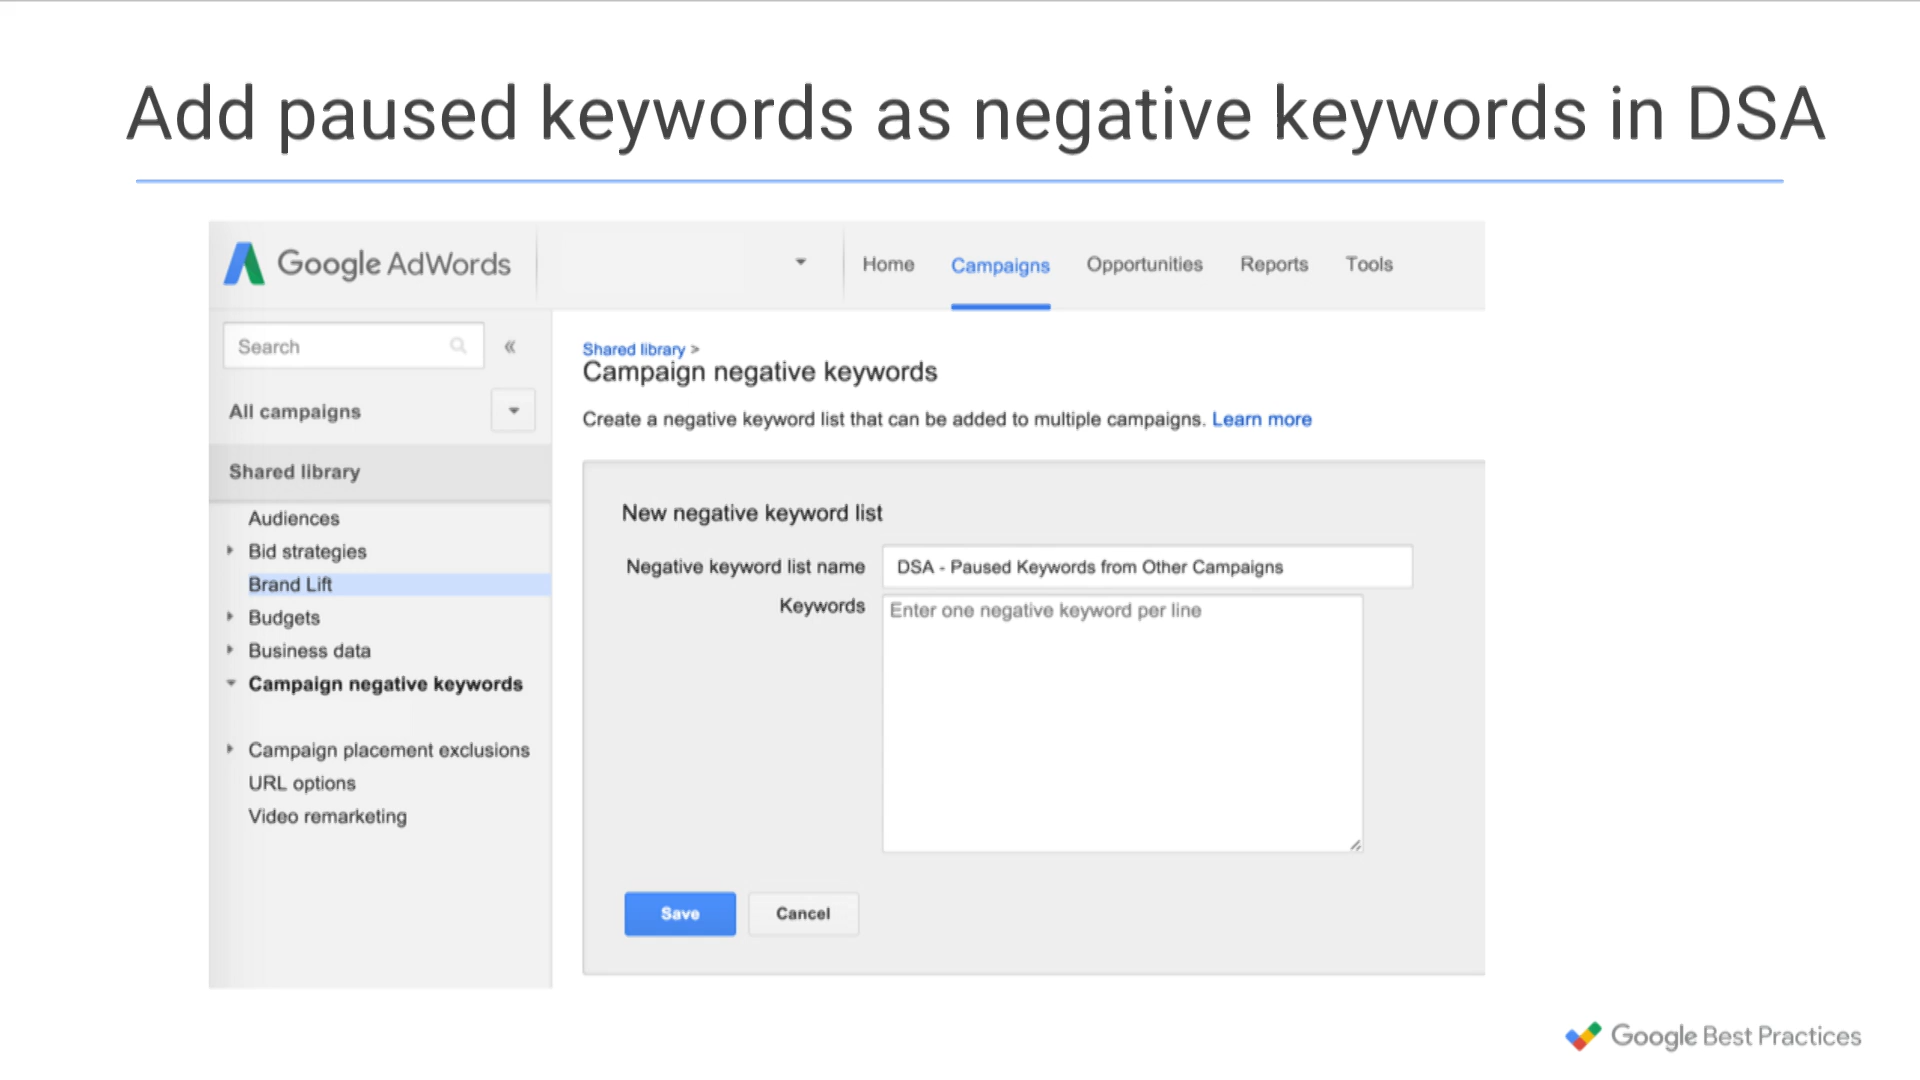 Add paused keywords as negative keywords in DSA
Google AdWords
Home Campaigns Opportunities Reports Tools
Search «
All campaigns
Shared library
Audiences
Bid strategies
Brand Lift
Budgets
Business data
Campaign negative keywords
Campaign placement exclusions
URL options
Video remarketing
Shared library >
Campaign negative keywords
Create a negative keyword list that can be added to multiple campaigns. Learn more
New negative keyword list
Negative keyword list name DSA - Paused Keywords from Other Campaigns
Keywords Enter one negative keyword per line
Save Cancel
Google Best Practices